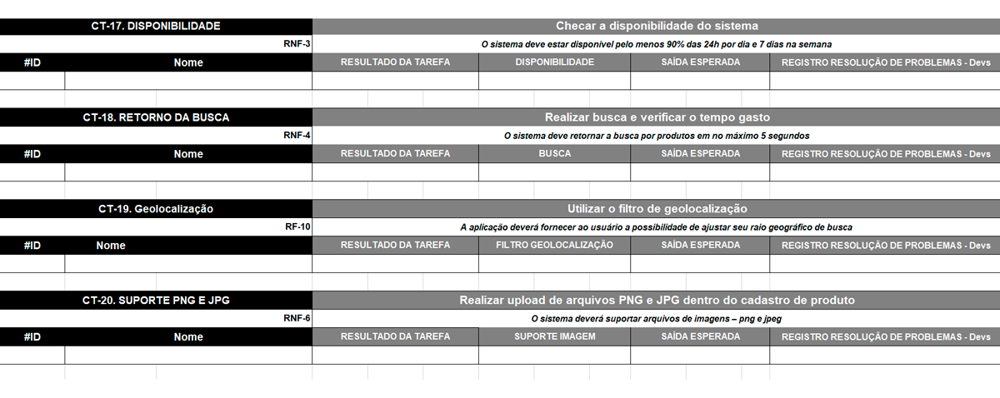 CT-17. DISPONIBILIDADE Checar a disponibilidade do sistema
RNF-3 O sistema deve estar disponível pelo menos 90% das 24h por dia e 7 dias na semana
#ID Nome RESULTADO DA TAREFA DISPONIBILIDADE SAÍDA ESPERADA REGISTRO RESOLUÇÃO DE PROBLEMAS - Devs
CT-18. RETORNO DA BUSCA Realizar busca e verificar o tempo gasto
RNF-4 O sistema deve retornar a busca por produtos em no máximo 5 segundos
#ID Nome RESULTADO DA TAREFA BUSCA SAÍDA ESPERADA REGISTRO RESOLUÇÃO DE PROBLEMAS - Devs
CT-19. Geolocalização Utilizar o filtro de geolocalização
RF-10 A aplicação deverá fornecer ao usuário a possibilidade de ajustar seu raio geográfico de busca
#ID Nome RESULTADO DA TAREFA FILTRO GEOLOCALIZAÇÃO SAÍDA ESPERADA REGISTRO RESOLUÇÃO DE PROBLEMAS - Devs
CT-20. SUPORTE PNG E JPG Realizar upload de arquivos PNG e JPG dentro do cadastro de produto
RNF-6 O sistema deverá suportar arquivos de imagens – png e jpeg
#ID Nome RESULTADO DA TAREFA SUPORTE IMAGEM SAÍDA ESPERADA REGISTRO RESOLUÇÃO DE PROBLEMAS - Devs